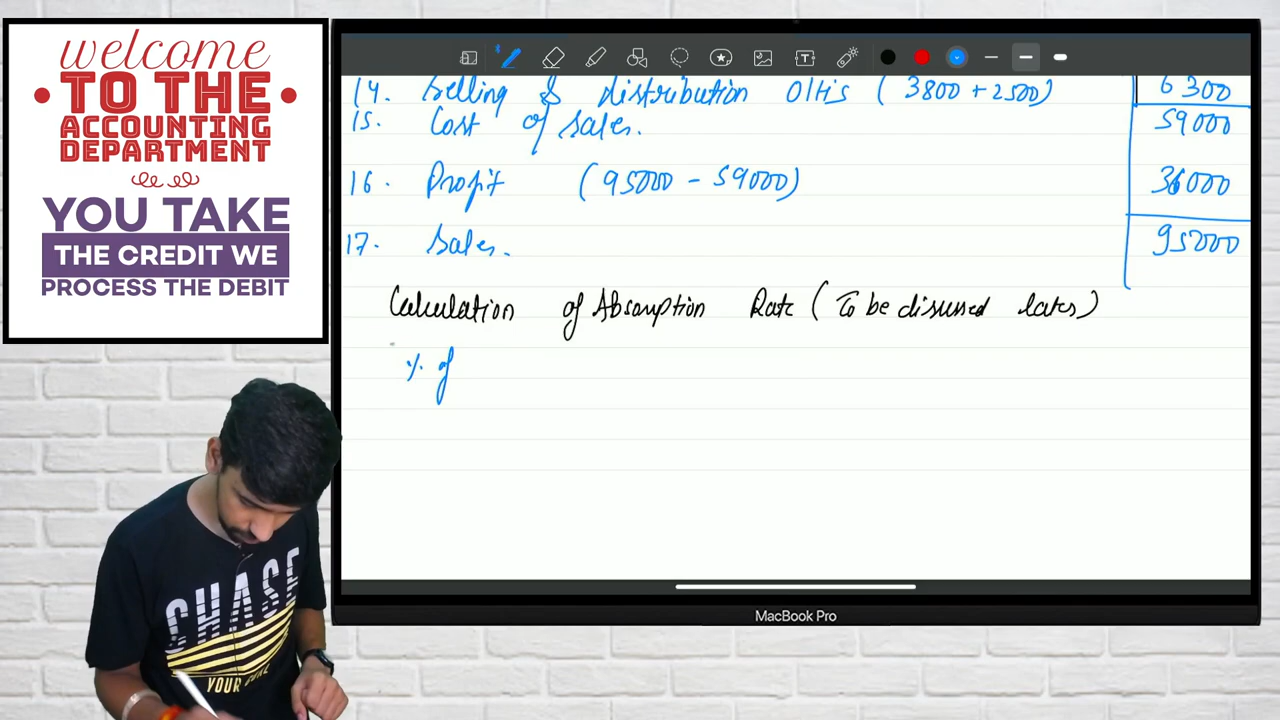 welcome
TO THE
ACCOUNTING
DEPARTMENT
YOU TAKE
THE CREDIT WE
PROCESS THE DEBIT
14. Selling & distribution O/Hs (3800 + 2500) 6300
15. Cost of sales. 59000
16. Profit (95000 - 59000) 36000
17. Sales. 95000
Calculation of Absorption Rate (To be disussed later)
% of
MacBook Pro
CHASE
YOUR